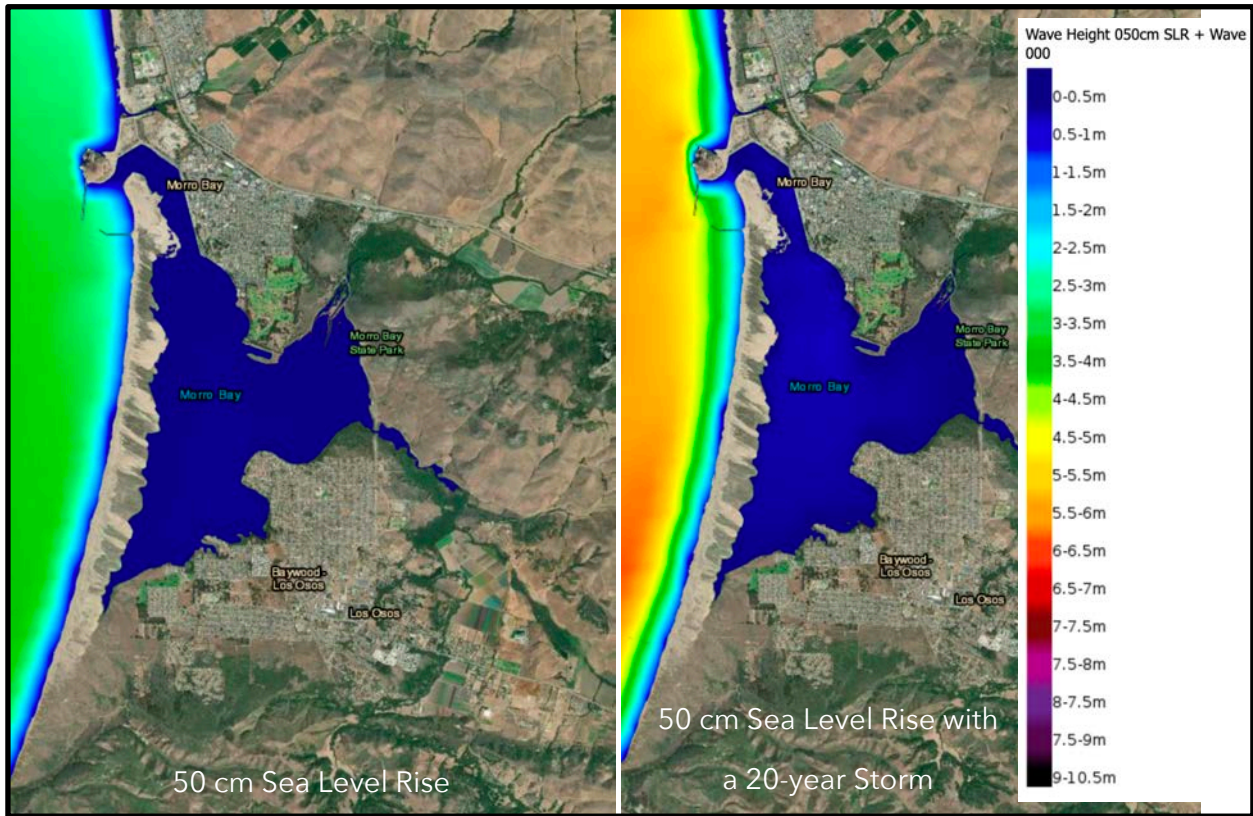 Morro Bay
Morro Bay
State Park
Morro Bay
Baywood -
Los Osos
Los Osos
50 cm Sea Level Rise
Morro Bay
Morro Bay
State Park
Morro Bay
Baywood -
Los Osos
Los Osos
50 cm Sea Level Rise with
a 20-year Storm
Wave Height 050cm SLR + Wave
000
0-0.5m
0.5-1m
1-1.5m
1.5-2m
2-2.5m
2.5-3m
3-3.5m
3.5-4m
4-4.5m
4.5-5m
5-5.5m
5.5-6m
6-6.5m
6.5-7m
7-7.5m
7.5-8m
8-7.5m
7.5-9m
9-10.5m